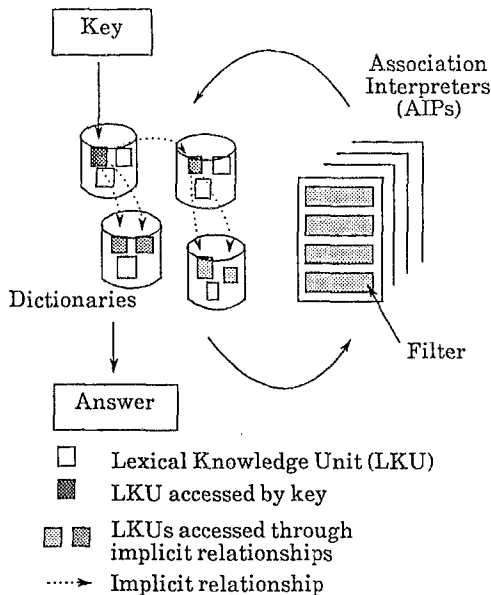 Key
Association
Interpreters
(AIPs)
Dictionaries
Filter
Answer
Lexical Knowledge Unit (LKU)
LKU accessed by key
LKUs accessed through
implicit relationships
Implicit relationship